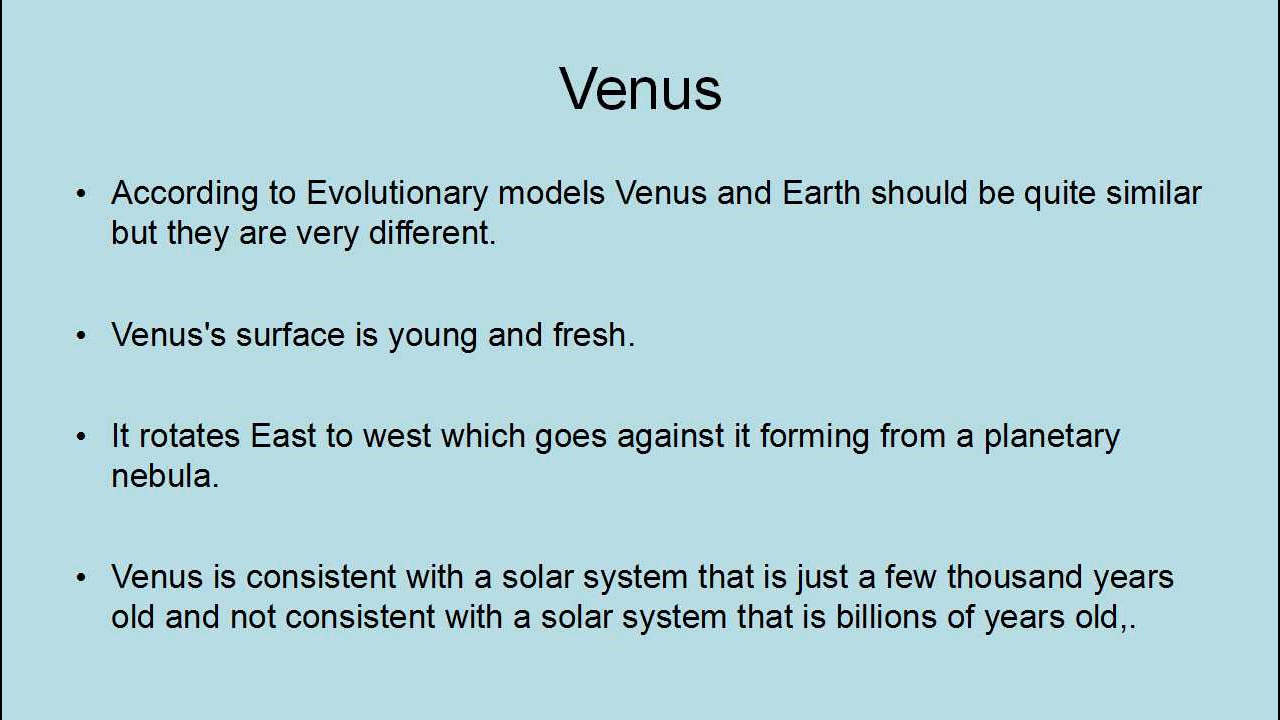 Venus
• According to Evolutionary models Venus and Earth should be quite similar
but they are very different.
• Venus's surface is young and fresh.
• It rotates East to west which goes against it forming from a planetary
nebula.
• Venus is consistent with a solar system that is just a few thousand years
old and not consistent with a solar system that is billions of years old,.